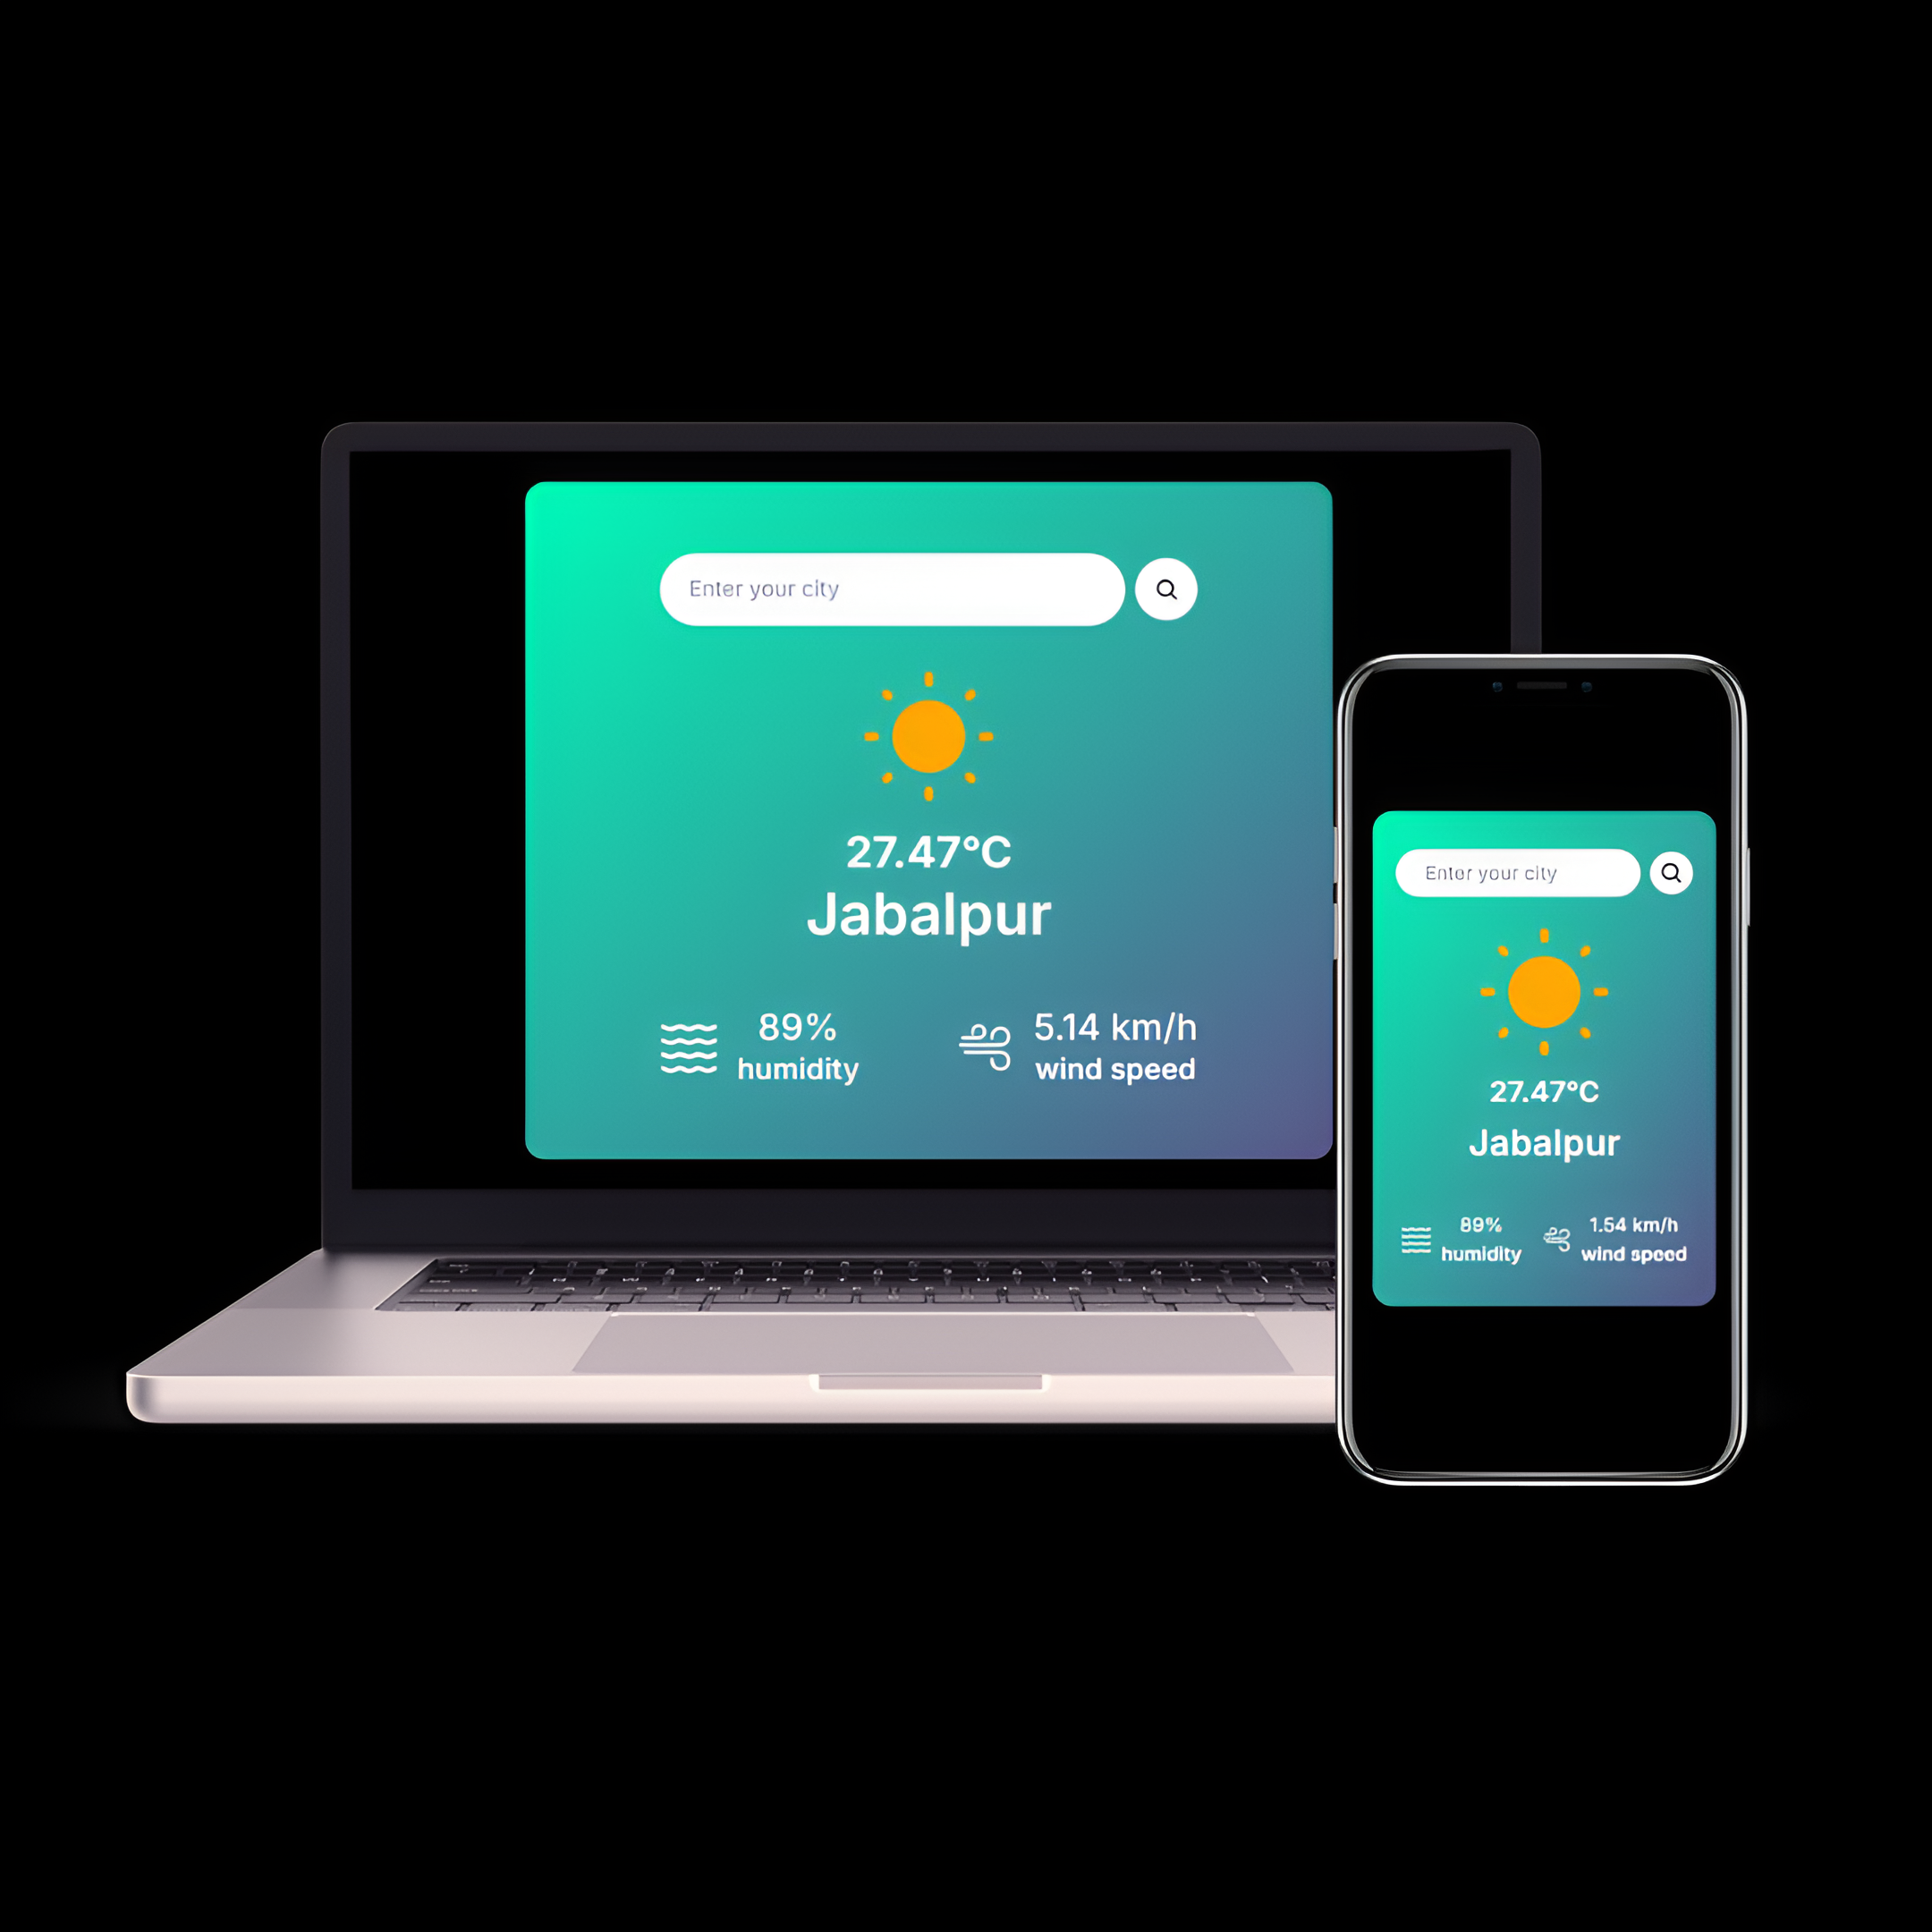 Enter your city
27.47°C
Jabalpur
89%
humidity
5.14 km/h
wind speed
Enter your city
27.47°C
Jabalpur
89%
humidity
1.54 km/h
wind speed